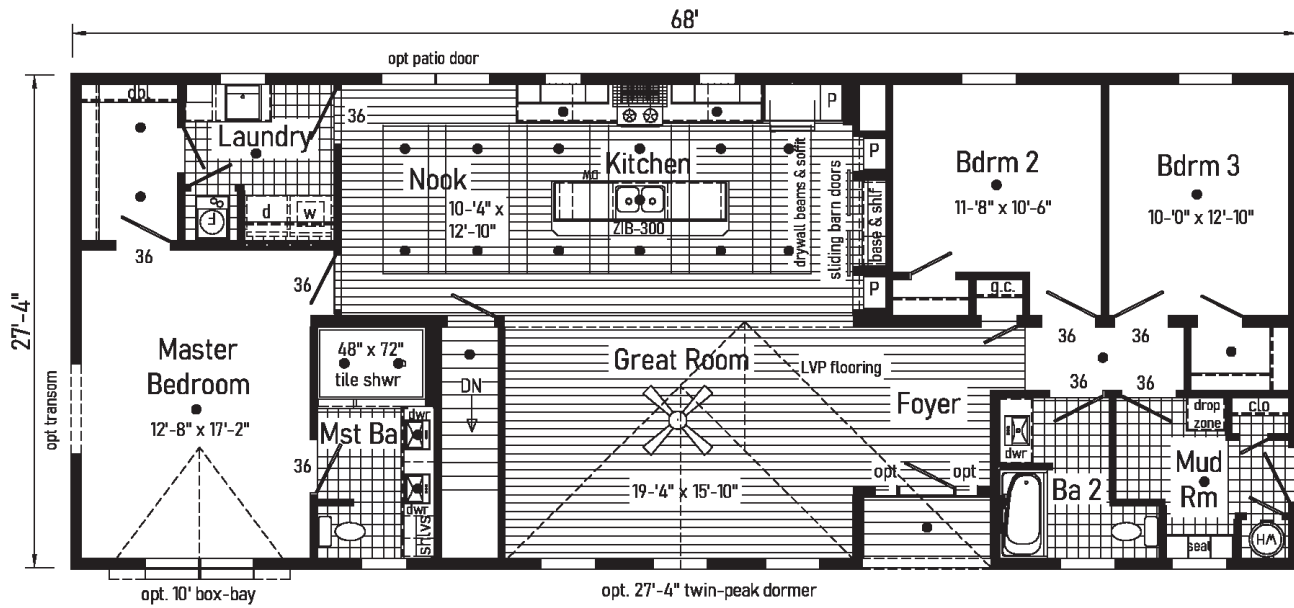 68'
opt patio door
27'-4"
opt transom
dbl.
Laundry
36
d
w
F
Nook
10-'4" x
12'-10"
Kitchen
DW
ZIB-300
P
drywall beams & soffit
sliding barn doors
P
base & shlf
P
Bdrm 2
11-'8" x 10'-6"
Bdrm 3
10-'0" x 12'-10"
q.c.
36
36
Master
Bedroom
12'-8" x 17'-2"
48" x 72"
tile shwr
dwr
Mst Ba
36
dwr
shlvs
DN
Great Room
LVP flooring
19-'4" x 15'-10"
Foyer
opt
opt
36
36
36
36
drop
zone
clo
dwr
Ba 2
Mud
Rm
seat
WH
opt. 10' box-bay
opt. 27'-4" twin-peak dormer